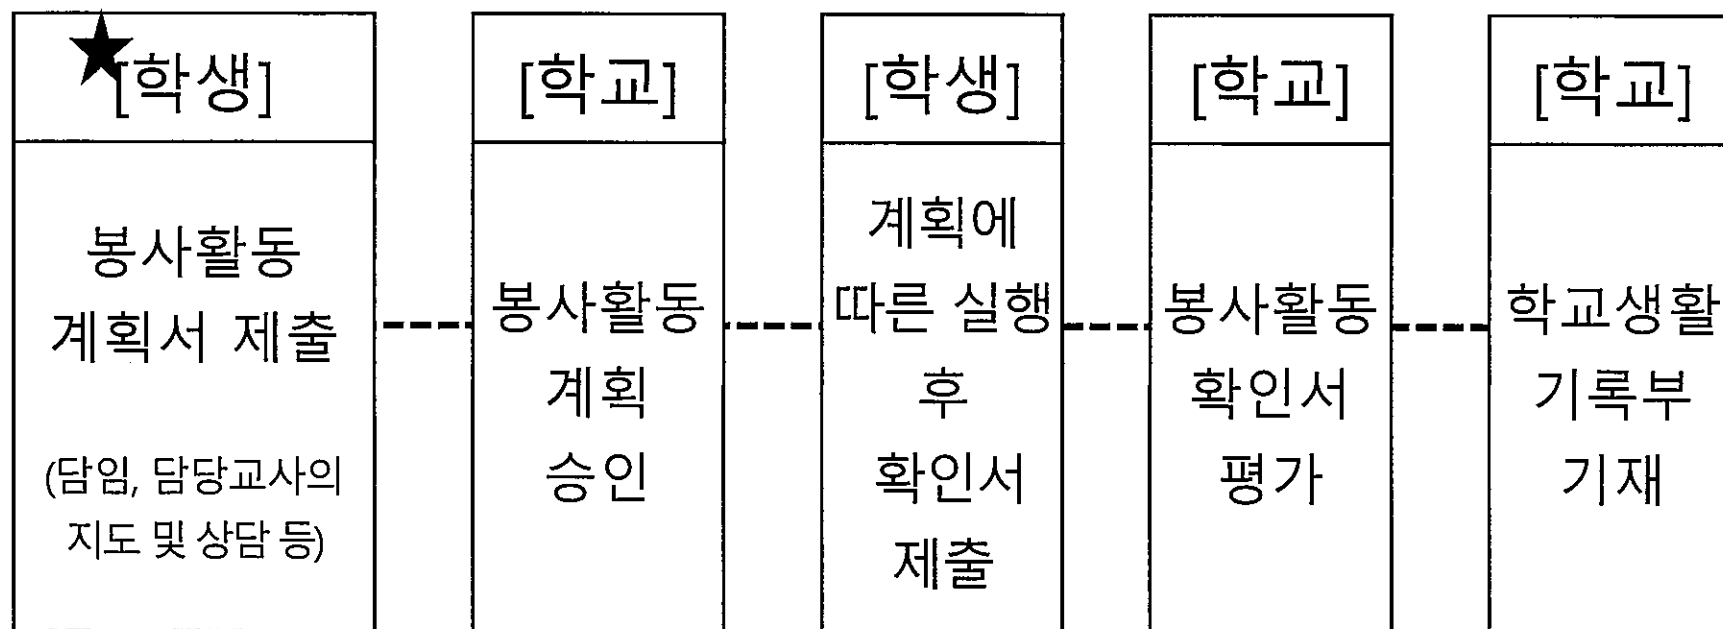 ★[학생]
봉사활동
계획서 제출
(담임, 담당교사의
지도 및 상담 등)
[학교]
봉사활동
계획
승인
[학생]
계획에
따른 실행
후
확인서
제출
[학교]
봉사활동
확인서
평가
[학교]
학교생활
기록부
기재